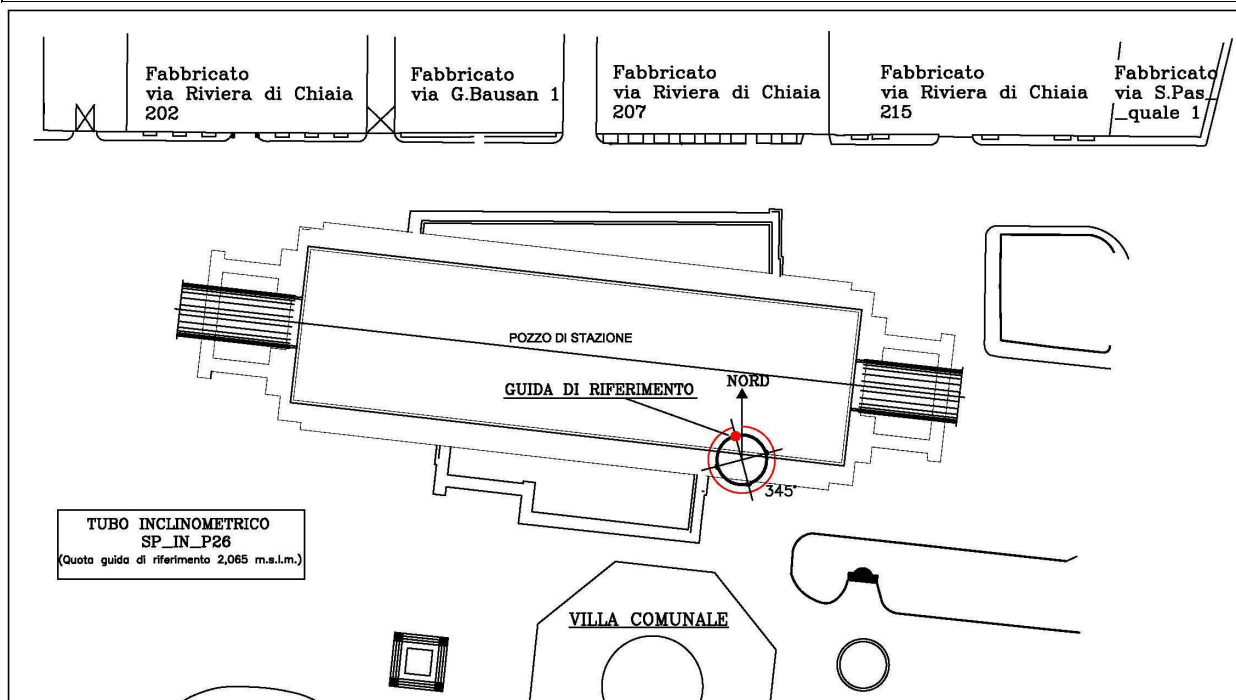 Fabbricato
via Riviera di Chiaia
202
Fabbricato
via G.Bausan 1
Fabbricato
via Riviera di Chiaia
207
Fabbricato
via Riviera di Chiaia
215
Fabbricato
via S.Pas_
_quale 1
POZZO DI STAZIONE
GUIDA DI RIFERIMENTO
NORD
345°
TUBO INCLINOMETRICO
SP_IN_P26
(Quota guida di riferimento 2,065 m.s.l.m.)
VILLA COMUNALE